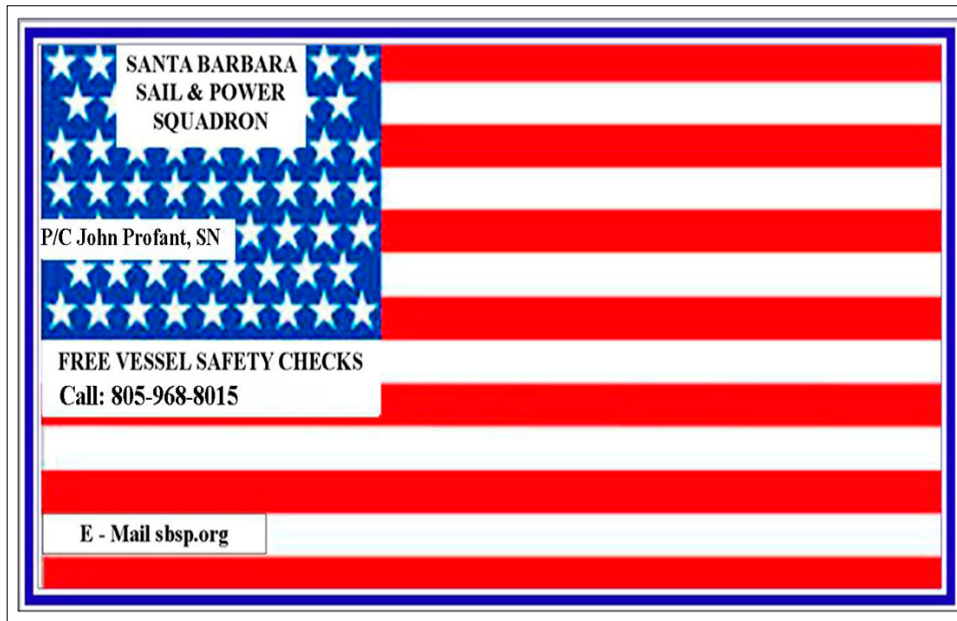 SANTA BARBARA
SAIL & POWER
SQUADRON
P/C John Profant, SN
FREE VESSEL SAFETY CHECKS
Call: 805-968-8015
E - Mail sbsp.org